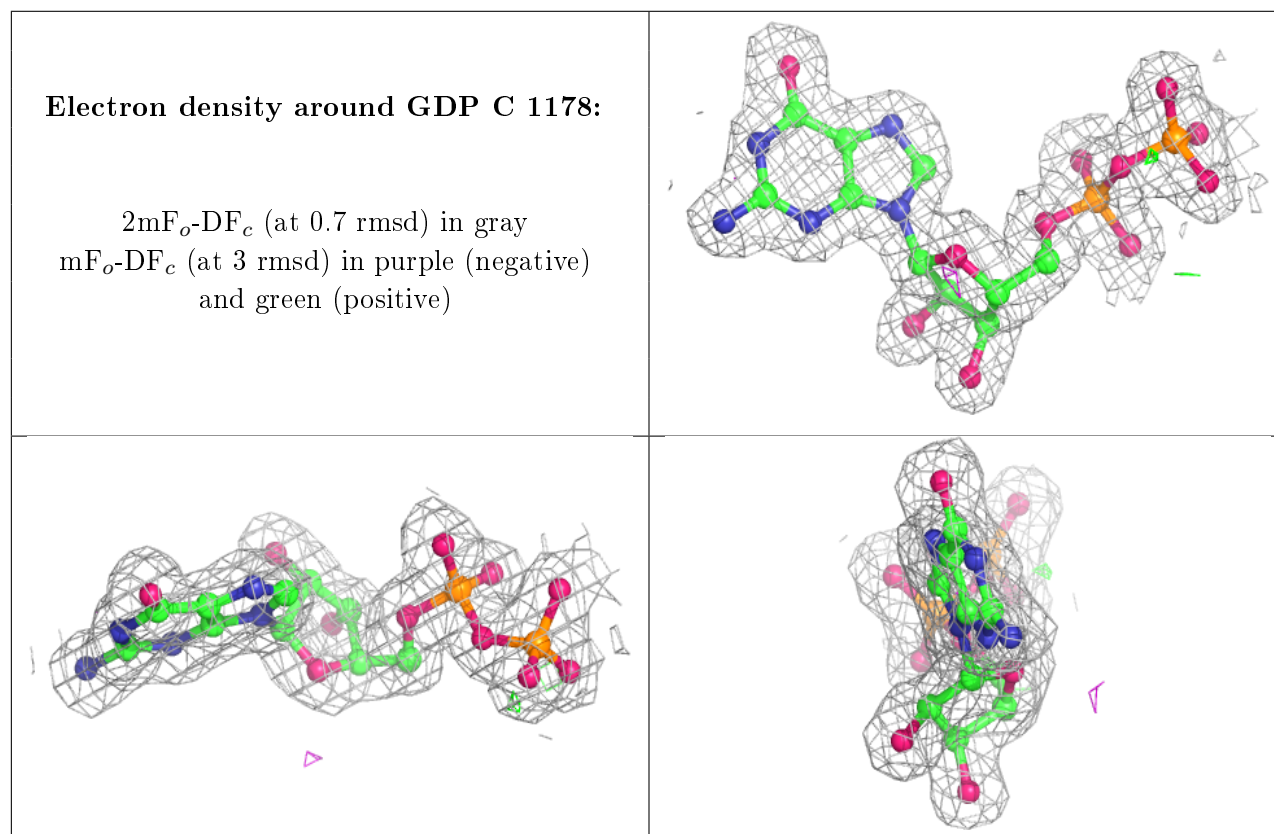 Electron density around GDP C 1178:
2mFo-DFc (at 0.7 rmsd) in gray
mFo-DFc (at 3 rmsd) in purple (negative)
and green (positive)